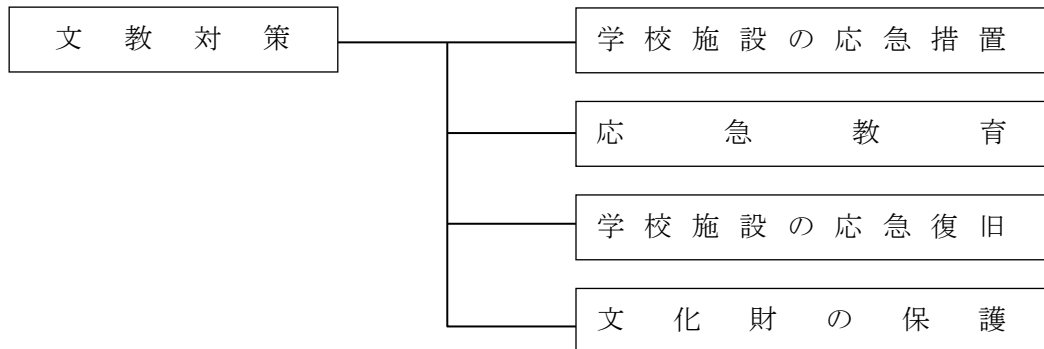 文教対策
学校施設の応急措置
応急教育
学校施設の応急復旧
文化財の保護